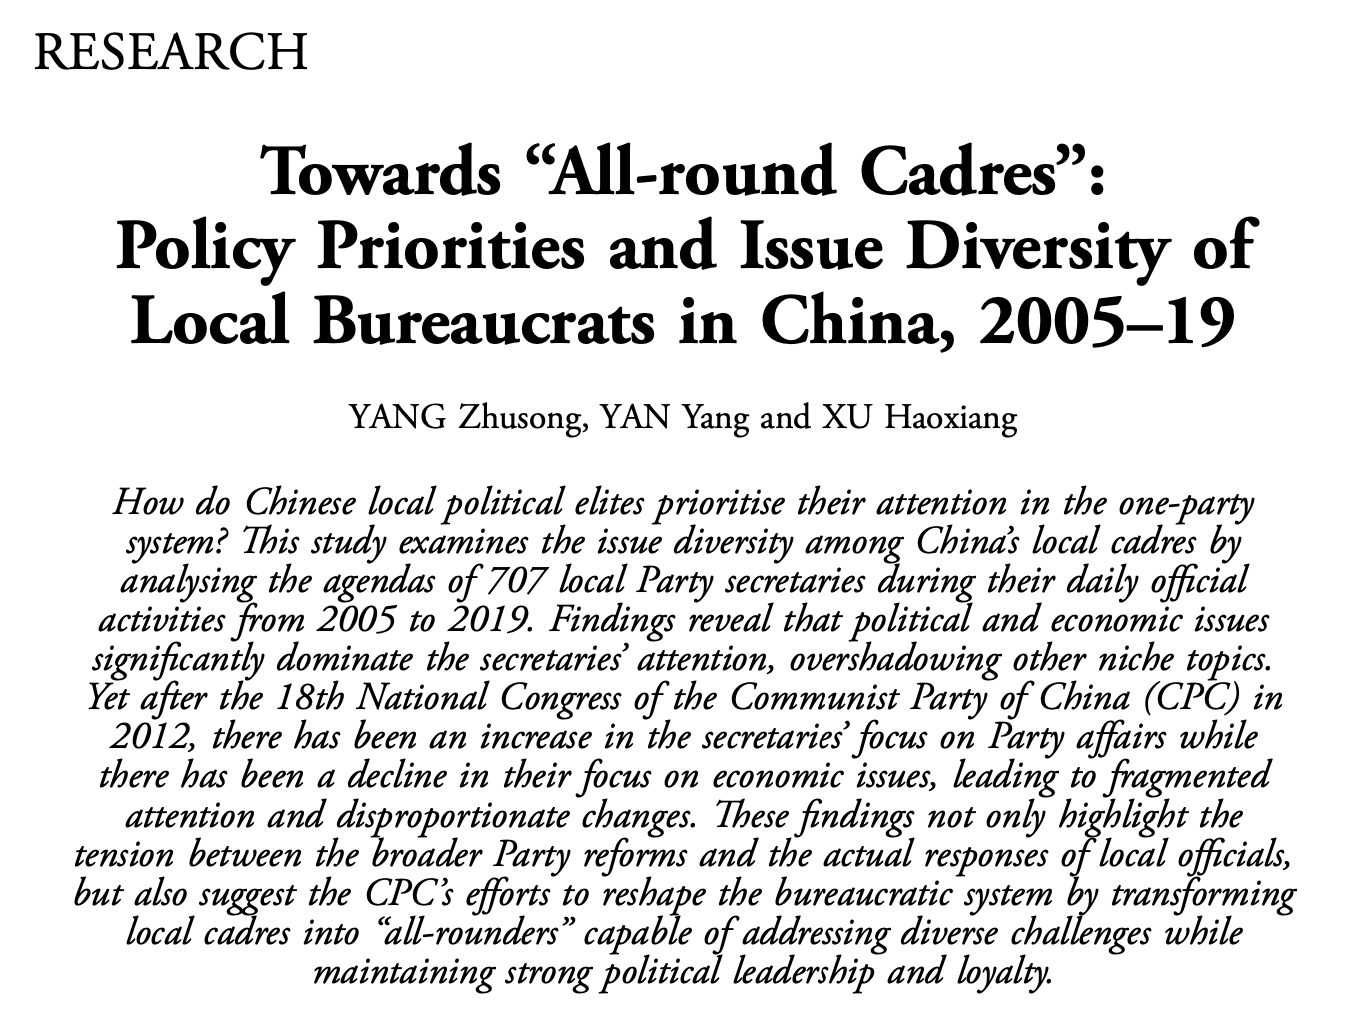 RESEARCH
Towards “All-round Cadres”:
Policy Priorities and Issue Diversity of
Local Bureaucrats in China, 2005–19
YANG Zhusong, YAN Yang and XU Haoxiang
How do Chinese local political elites prioritise their attention in the one-party
system? This study examines the issue diversity among China’s local cadres by
analysing the agendas of 707 local Party secretaries during their daily official
activities from 2005 to 2019. Findings reveal that political and economic issues
significantly dominate the secretaries’ attention, overshadowing other niche topics.
Yet after the 18th National Congress of the Communist Party of China (CPC) in
2012, there has been an increase in the secretaries’ focus on Party affairs while
there has been a decline in their focus on economic issues, leading to fragmented
attention and disproportionate changes. These findings not only highlight the
tension between the broader Party reforms and the actual responses of local officials,
but also suggest the CPC’s efforts to reshape the bureaucratic system by transforming
local cadres into “all-rounders” capable of addressing diverse challenges while
maintaining strong political leadership and loyalty.